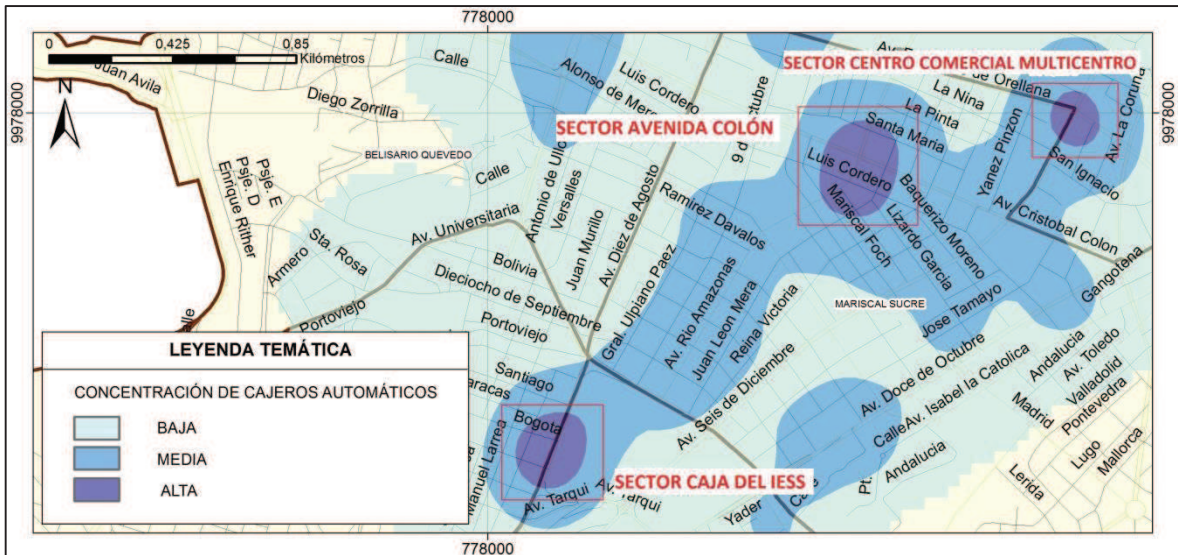 778000
0
0,425
0,85
Kilómetros
N
9978000
9978000
SECTOR CENTRO COMERCIAL MULTICENTRO
SECTOR AVENIDA COLÓN
SECTOR CAJA DEL IESS
Juan Avila
Diego Zorrilla
Calle
Alonso de Merc
Luis Cordero
de Orellana
La Nina
La Pinta
Santa Maria
Yanez Pinzon
Av. La Coruna
San Ignacio
Av. Cristobal Colon
Gangotena
BELISARIO QUEVEDO
Psje. E
Psje. D
Enrique Rither
Calle
Antonio de Ullo
Versalles
Juan Murillo
Av. Diez de Agosto
Ramirez Davalos
Luis Cordero
Mariscal Foch
Baquerizo Moreno
Lizardo Garcia
Jose Tamayo
MARISCAL SUCRE
Av. Universitaria
Sta. Rosa
Armero
Bolivia
Dieciocho de Septiembre
Portoviejo
Portoviejo
Gral. Ulpiano Paez
Av. Rio Amazonas
Juan Leon Mera
Reina Victoria
Av. Seis de Diciembre
Av. Doce de Octubre
Calle
Av. Isabel la Catolica
Andalucia
Andalucia
Av. Toledo
Valladolid
Pontevedra
Madrid
Lugo
Mallorca
Lerida
Santiago
aracas
Bogota
Manuel Larrea
Av. Tarqui
Av. Tarqui
Yader
Pt.
LEYENDA TEMÁTICA
CONCENTRACIÓN DE CAJEROS AUTOMÁTICOS
BAJA
MEDIA
ALTA
778000